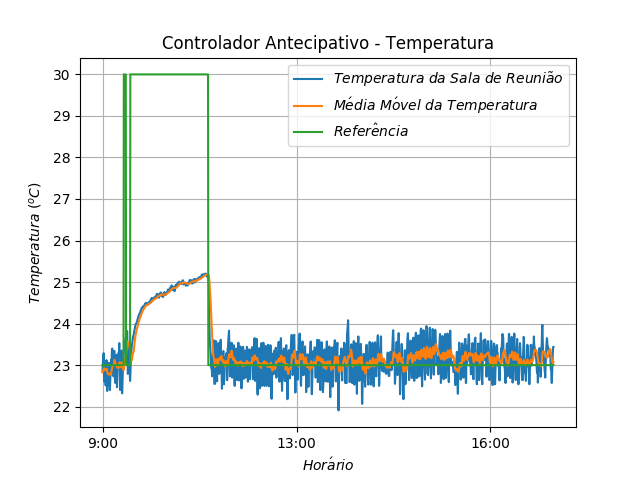 Controlador Antecipativo - Temperatura
Temperatura da Sala de Reunião
Média Móvel da Temperatura
Referência
Temperatura (°C)
30
29
28
27
26
25
24
23
22
9:00 13:00 16:00
Horário